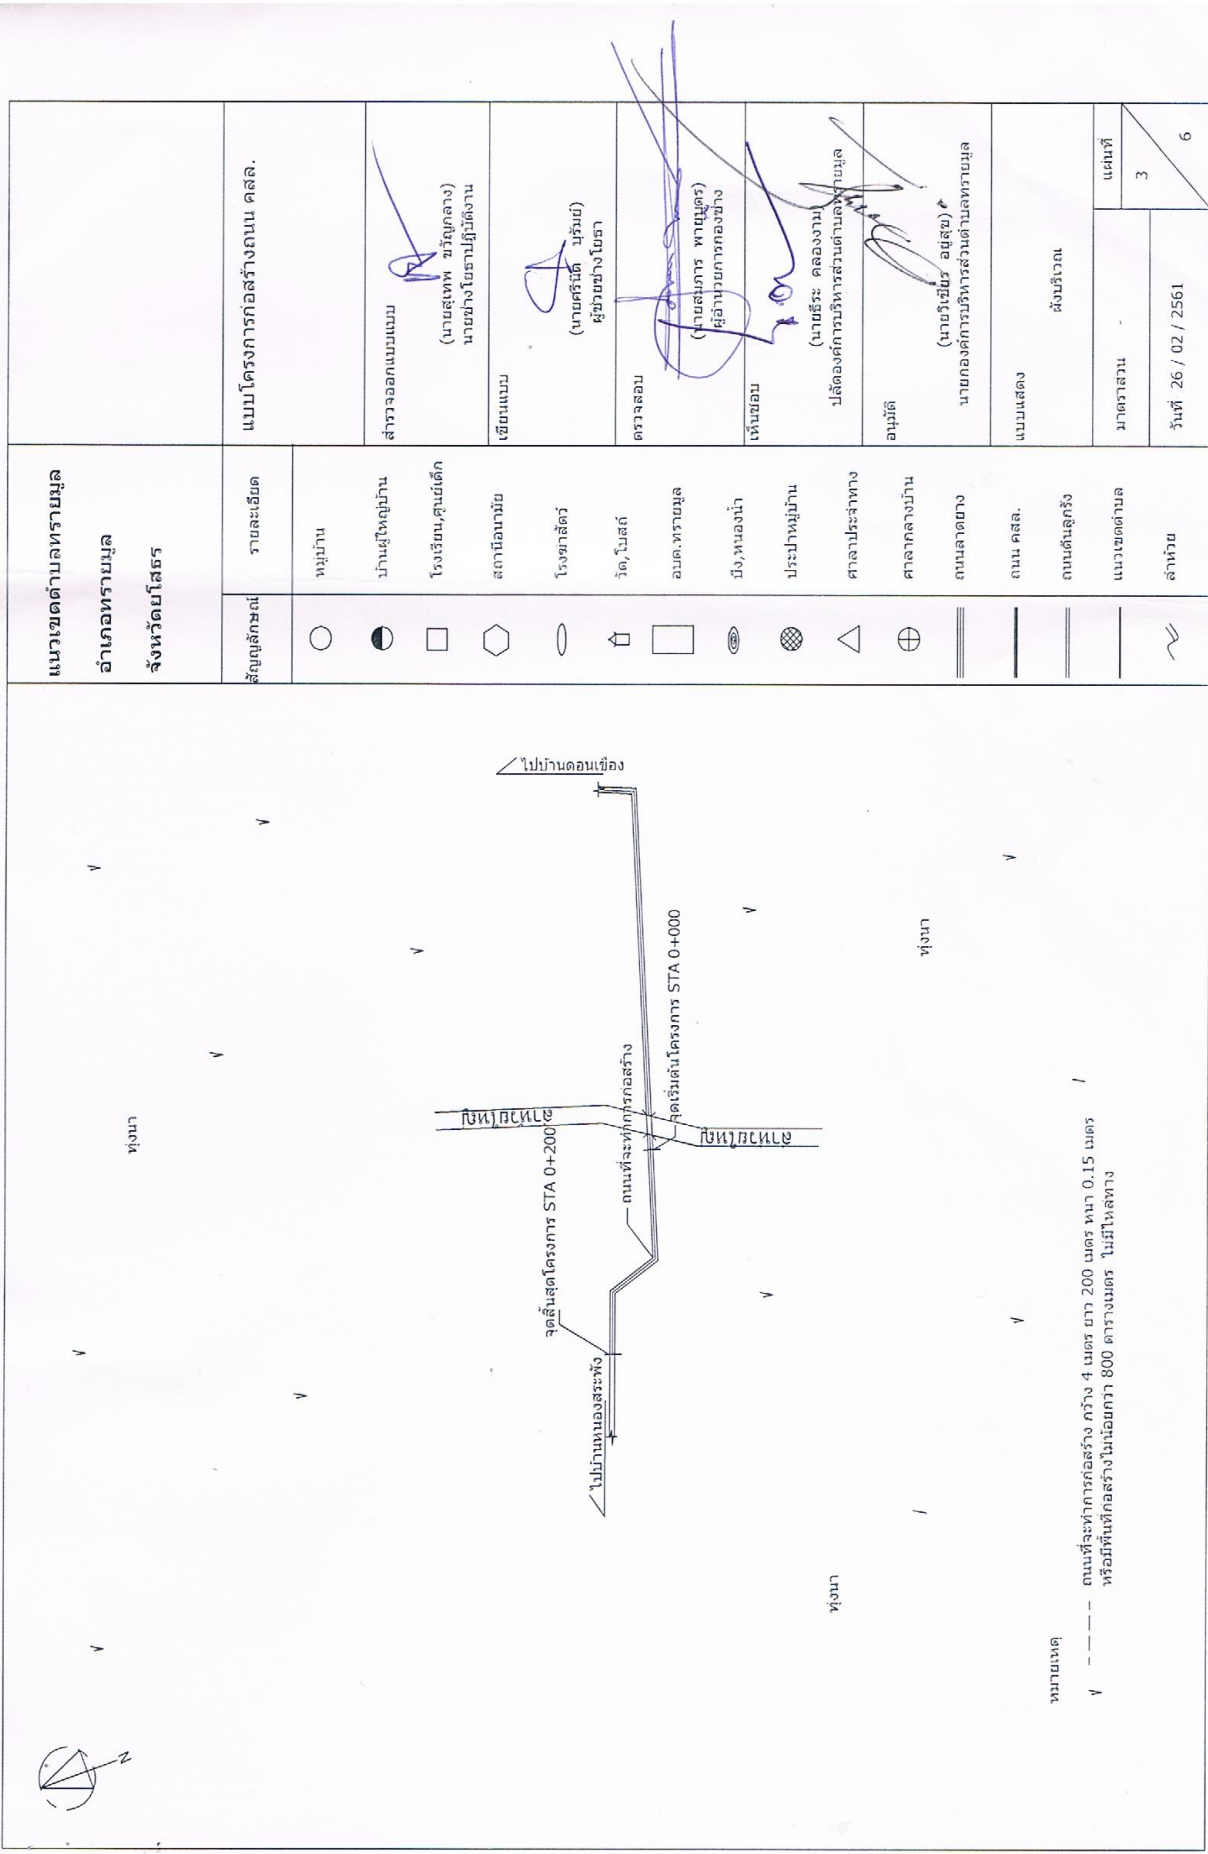 แนวเขตตำบลทรายมูล
อำเภอทรายมูล
จังหวัดยโสธร
สัญญลักษณ์
รายละเอียด
หมู่บ้าน
บ้านผู้ใหญ่บ้าน
โรงเรียน,ศูนย์เด็ก
สถานีอนามัย
โรงฆ่าสัตว์
วัด,โบสถ์
อบต.ทรายมูล
บึง,หนองน้ำ
ประปาหมู่บ้าน
ศาลาประจำทาง
ศาลากลางบ้าน
ถนนลาดยาง
ถนน คสล.
ถนนดินลูกรัง
แนวเขตตำบล
ลำห้วย
แบบโครงการก่อสร้างถนน คสล.
สำรวจออกแบบแบบ
(นายสุเทพ ขวัญกลาง)
นายช่างโยธาปฏิบัติงาน
เขียนแบบ
(นายศรีนิติ บุรัมย์)
ผู้ช่วยช่างโยธา
ตรวจสอบ
(นายสมภาร พายุบุตร)
ผู้อำนวยการกองช่าง
เห็นชอบ
(นายธีระ คลองงาม)
ปลัดองค์การบริหารส่วนตำบลทรายมูล
อนุมัติ
(นายวิเชียร อยู่สุข)
นายกองค์การบริหารส่วนตำบลทรายมูล
แบบแสดง
ผังบริเวณ
มาตราส่วน -
แผ่นที่
3
6
วันที่ 26 / 02 / 2561
N
ทุ่งนา
ไปบ้านดอนเขือง
จุดสิ้นสุดโครงการ STA 0+200
ถนนที่จะทำการก่อสร้าง
จุดเริ่มต้นโครงการ STA 0+000
ไปบ้านหนองสระพัง
ทุ่งนา
ทุ่งนา
หมายเหตุ
ถนนที่จะทำการก่อสร้าง กว้าง 4 เมตร ยาว 200 เมตร หนา 0.15 เมตร
หรือมีพื้นที่ก่อสร้างไม่น้อยกว่า 800 ตารางเมตร ไม่มีไหล่ทาง